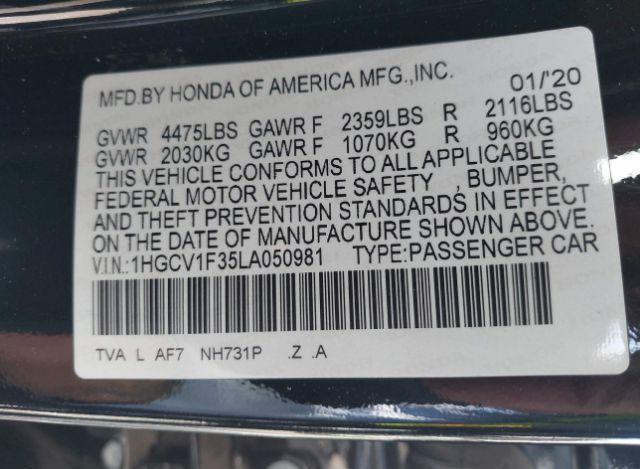 MFD.BY HONDA OF AMERICA MFG.,INC. 01/'20
GVWR 4475LBS GAWR F 2359LBS R 2116LBS
GVWR 2030KG GAWR F 1070KG R 960KG
THIS VEHICLE CONFORMS TO ALL APPLICABLE
FEDERAL MOTOR VEHICLE SAFETY , BUMPER,
AND THEFT PREVENTION STANDARDS IN EFFECT
ON THE DATE OF MANUFACTURE SHOWN ABOVE.
V.I.N.:1HGCV1F35LA050981 TYPE:PASSENGER CAR
TVA L AF7 NH731P .Z .A